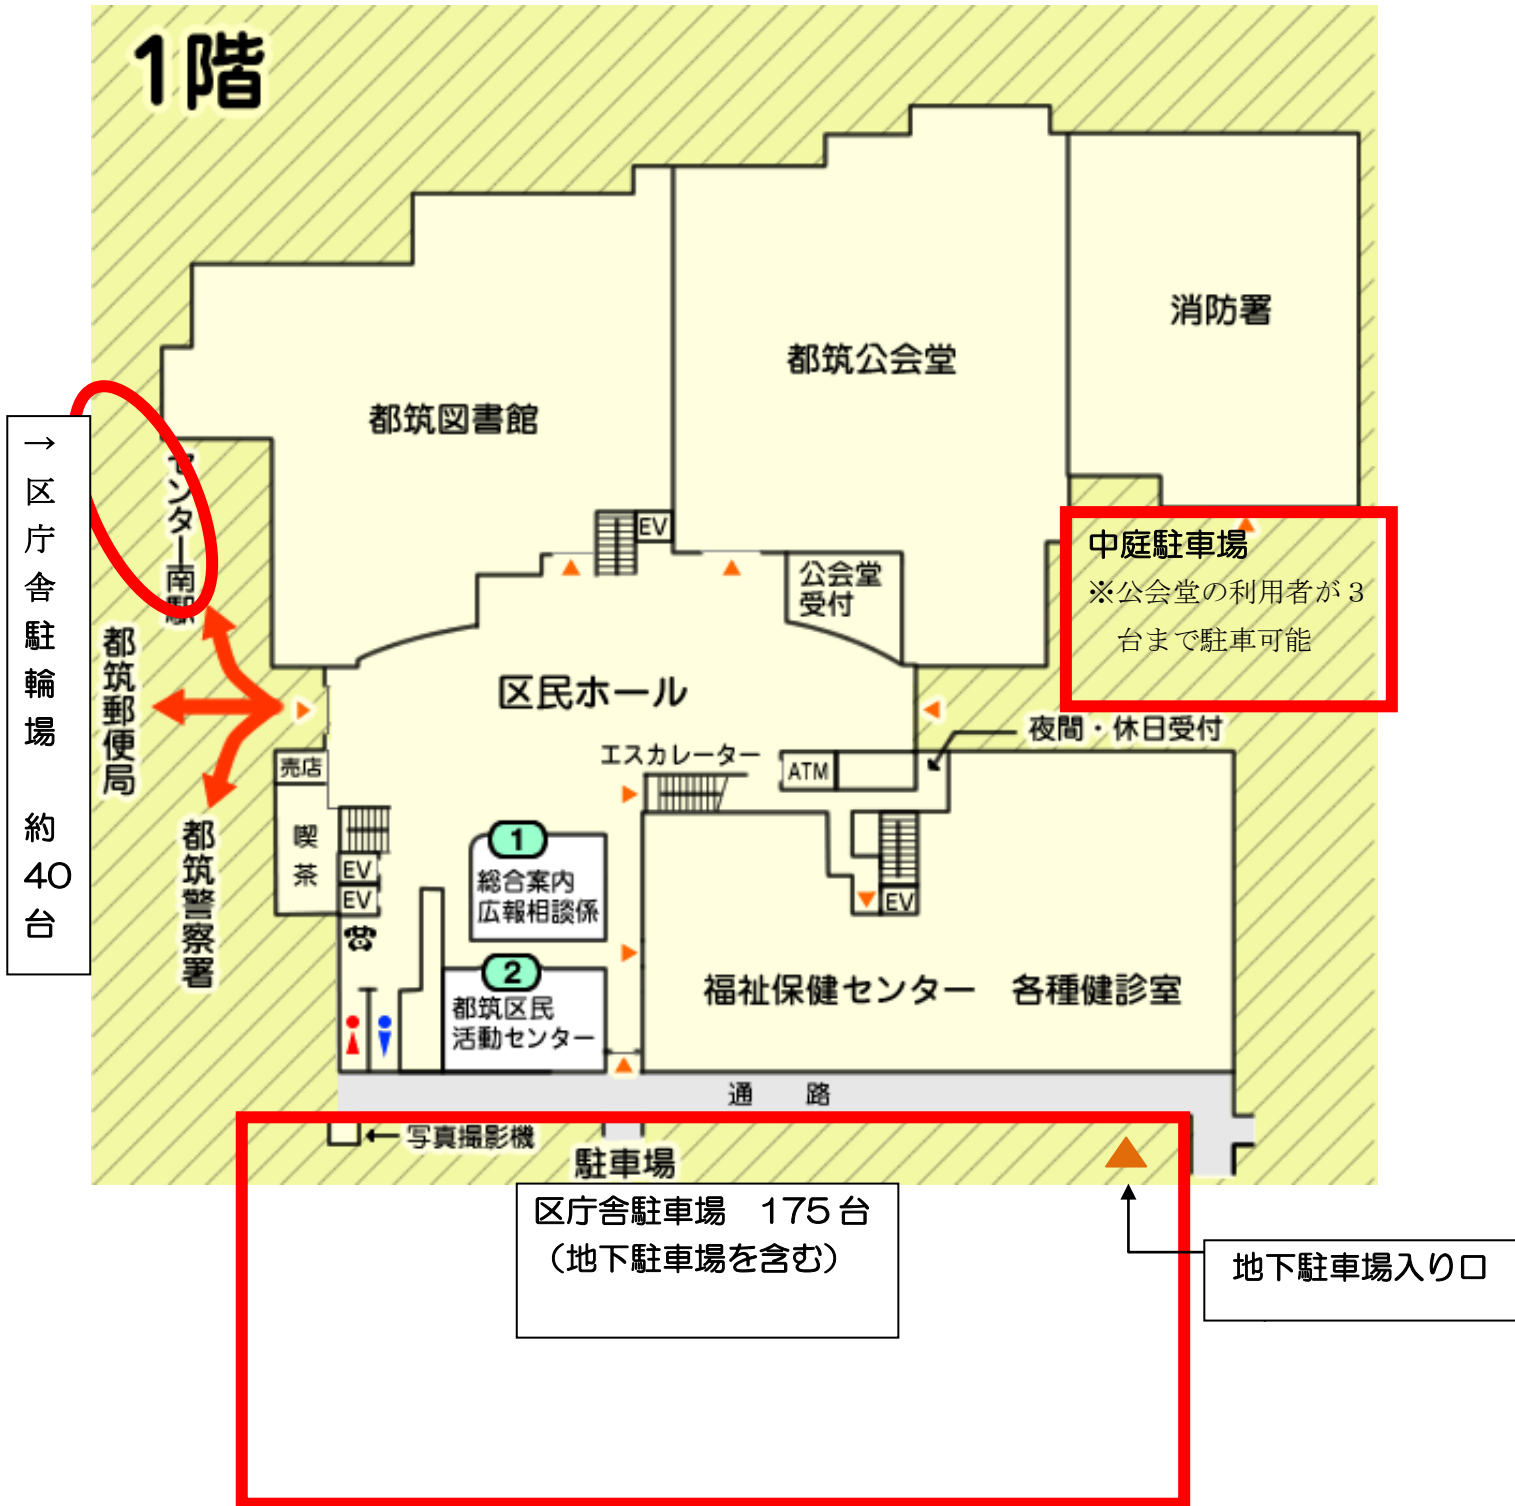 1階
消防署
都筑公会堂
都筑図書館
→区庁舎駐輪場　約40台
センター南駅
EV
公会堂
受付
中庭駐車場
※公会堂の利用者が3
台まで駐車可能
都筑郵便局
区民ホール
夜間・休日受付
エスカレーター
売店
ATM
喫茶
都筑警察署
1
総合案内
広報相談係
EV
EV
EV
2
都筑区民
活動センター
福祉保健センター　各種健診室
通　路
写真撮影機
駐車場
区庁舎駐車場　175台
（地下駐車場を含む）
地下駐車場入り口